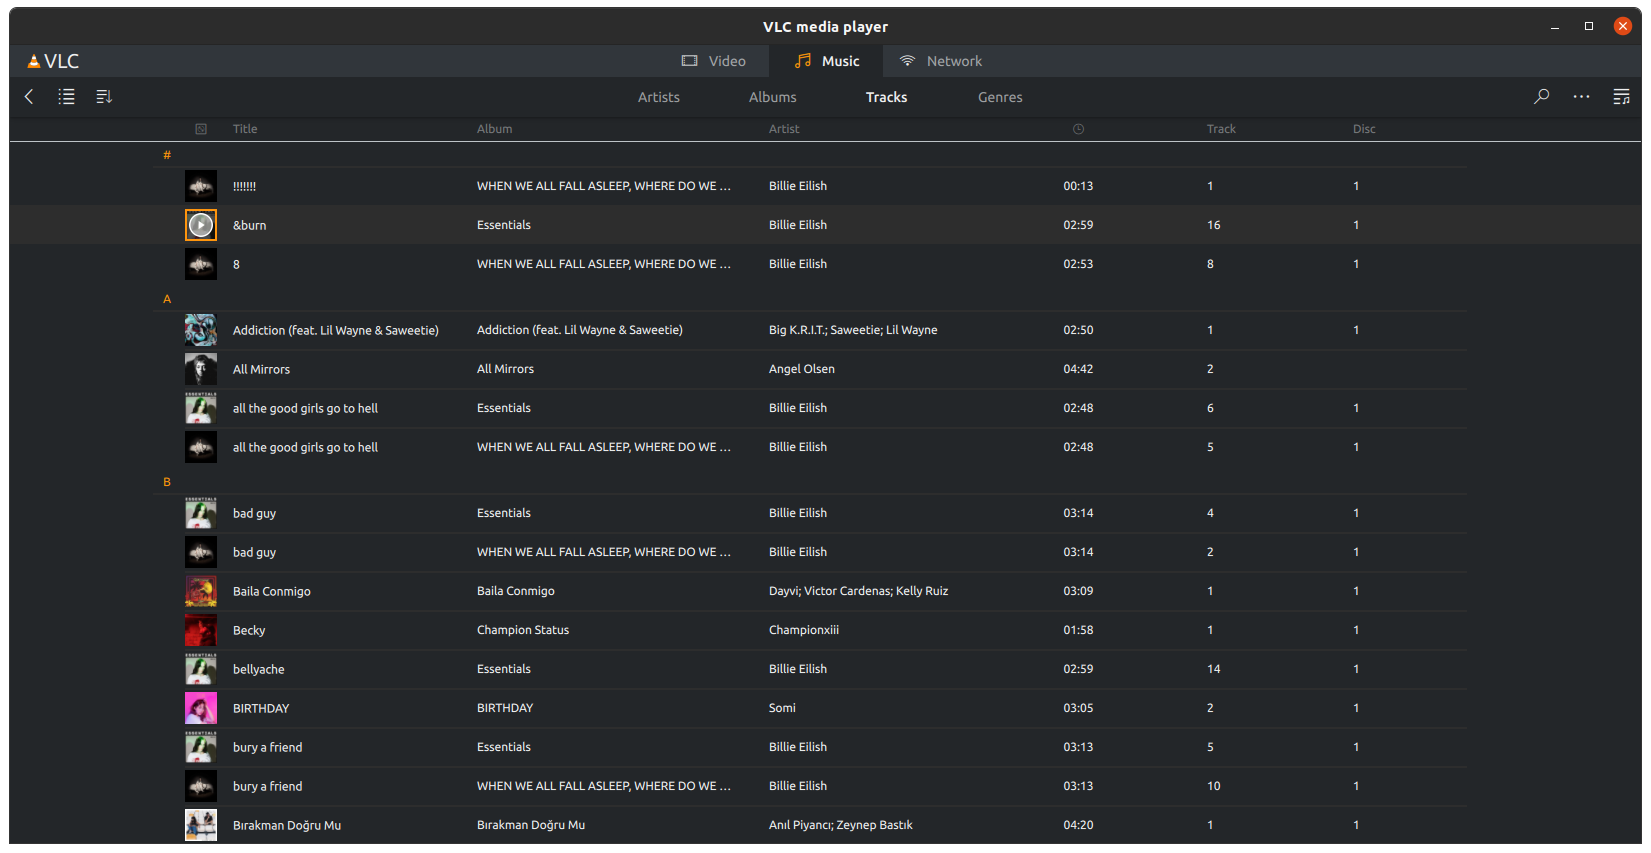 VLC media player
VLC Video Music Network
Artists Albums Tracks Genres
Title Album Artist Track Disc
#
!!!!!!! WHEN WE ALL FALL ASLEEP, WHERE DO WE ... Billie Eilish 00:13 1 1
&burn Essentials Billie Eilish 02:59 16 1
8 WHEN WE ALL FALL ASLEEP, WHERE DO WE ... Billie Eilish 02:53 8 1
A
Addiction (feat. Lil Wayne & Saweetie) Addiction (feat. Lil Wayne & Saweetie) Big K.R.I.T.; Saweetie; Lil Wayne 02:50 1 1
All Mirrors All Mirrors Angel Olsen 04:42 2
all the good girls go to hell Essentials Billie Eilish 02:48 6 1
all the good girls go to hell WHEN WE ALL FALL ASLEEP, WHERE DO WE ... Billie Eilish 02:48 5 1
B
bad guy Essentials Billie Eilish 03:14 4 1
bad guy WHEN WE ALL FALL ASLEEP, WHERE DO WE ... Billie Eilish 03:14 2 1
Baila Conmigo Baila Conmigo Dayvi; Victor Cardenas; Kelly Ruiz 03:09 1 1
Becky Champion Status Championxiii 01:58 1 1
bellyache Essentials Billie Eilish 02:59 14 1
BIRTHDAY BIRTHDAY Somi 03:05 2 1
bury a friend Essentials Billie Eilish 03:13 5 1
bury a friend WHEN WE ALL FALL ASLEEP, WHERE DO WE ... Billie Eilish 03:13 10 1
Bırakman Doğru Mu Bırakman Doğru Mu Anıl Piyancı; Zeynep Bastık 04:20 1 1